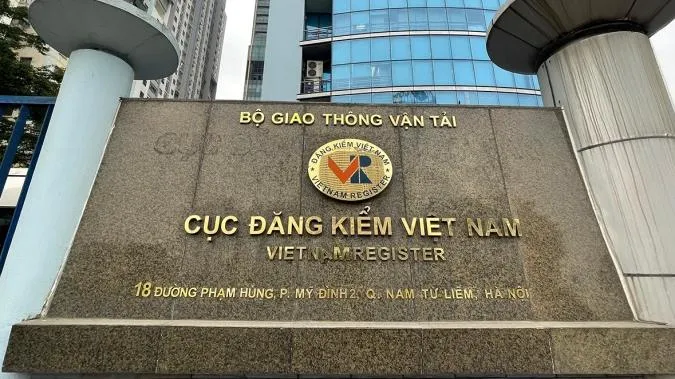 BỘ GIAO THÔNG VẬN TẢI
ĐĂNG KIỂM VIỆT NAM
VR
VIETNAM REGISTER
CỤC ĐĂNG KIỂM VIỆT NAM
VIETNAM REGISTER
18 ĐƯỜNG PHẠM HÙNG, P. MỸ ĐÌNH 2, Q. NAM TỪ LIÊM, HÀ NỘI